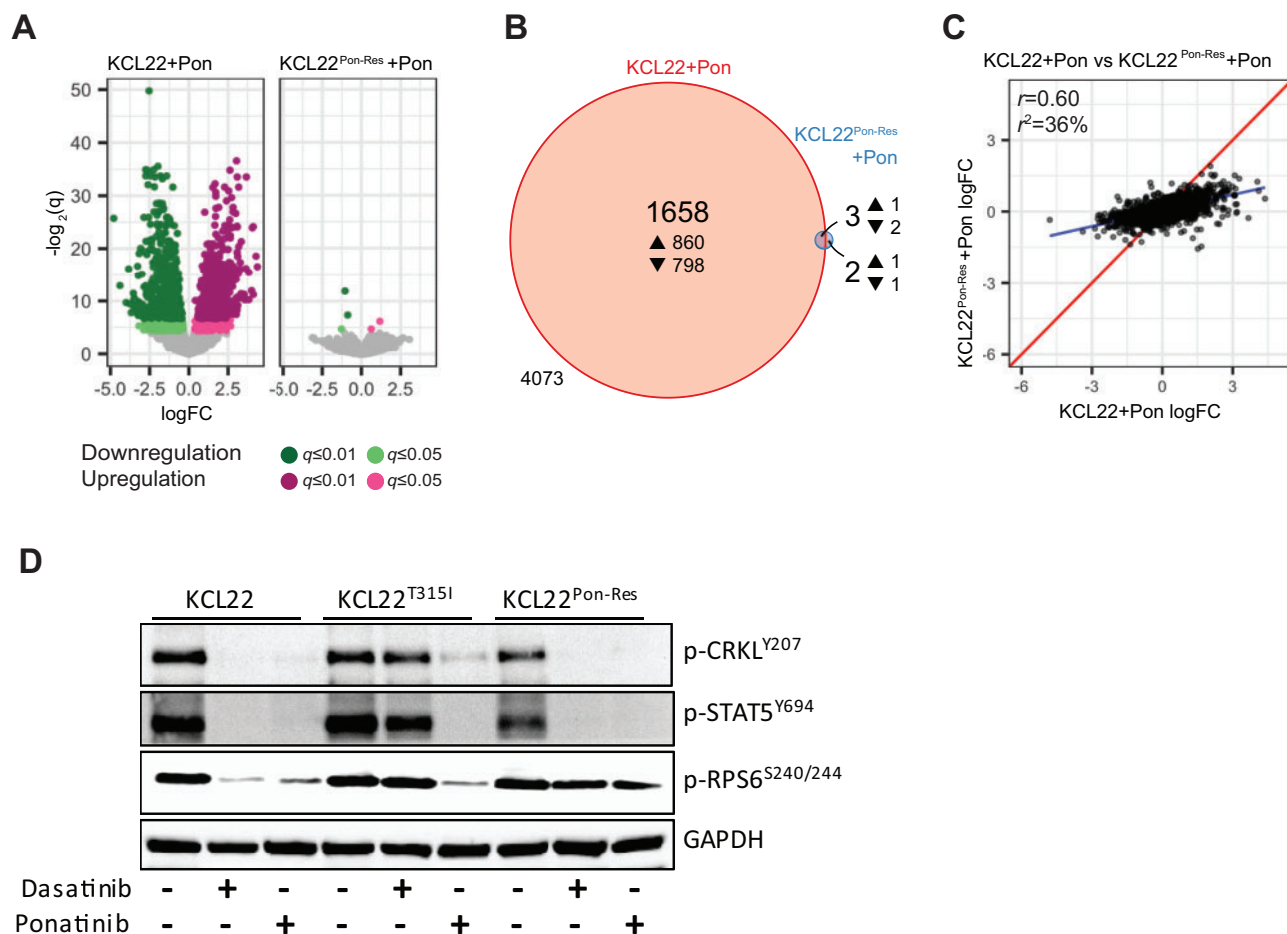 A
KCL22+Pon
KCL22Pon-Res +Pon
50
40
30
20
10
0
-log2(q)
-5.0 -2.5 0.0 2.5
-5.0 -2.5 0.0 2.5
logFC
Downregulation q≤0.01 q≤0.05
Upregulation q≤0.01 q≤0.05
B
KCL22+Pon
KCL22Pon-Res
+Pon
1658
▲ 860
▼ 798
3 ▲ 1
▼ 2
2 ▲ 1
▼ 1
4073
C
KCL22+Pon vs KCL22 Pon-Res+Pon
r=0.60
r2=36%
3
0
-3
-6
KCL22Pon-Res+Pon logFC
-6 -3 0 3
KCL22+Pon logFC
D
KCL22 KCL22T315I KCL22Pon-Res
p-CRKLY207
p-STAT5Y694
p-RPS6S240/244
GAPDH
Dasatinib - + - - + - - + -
Ponatinib - - + - - + - - +